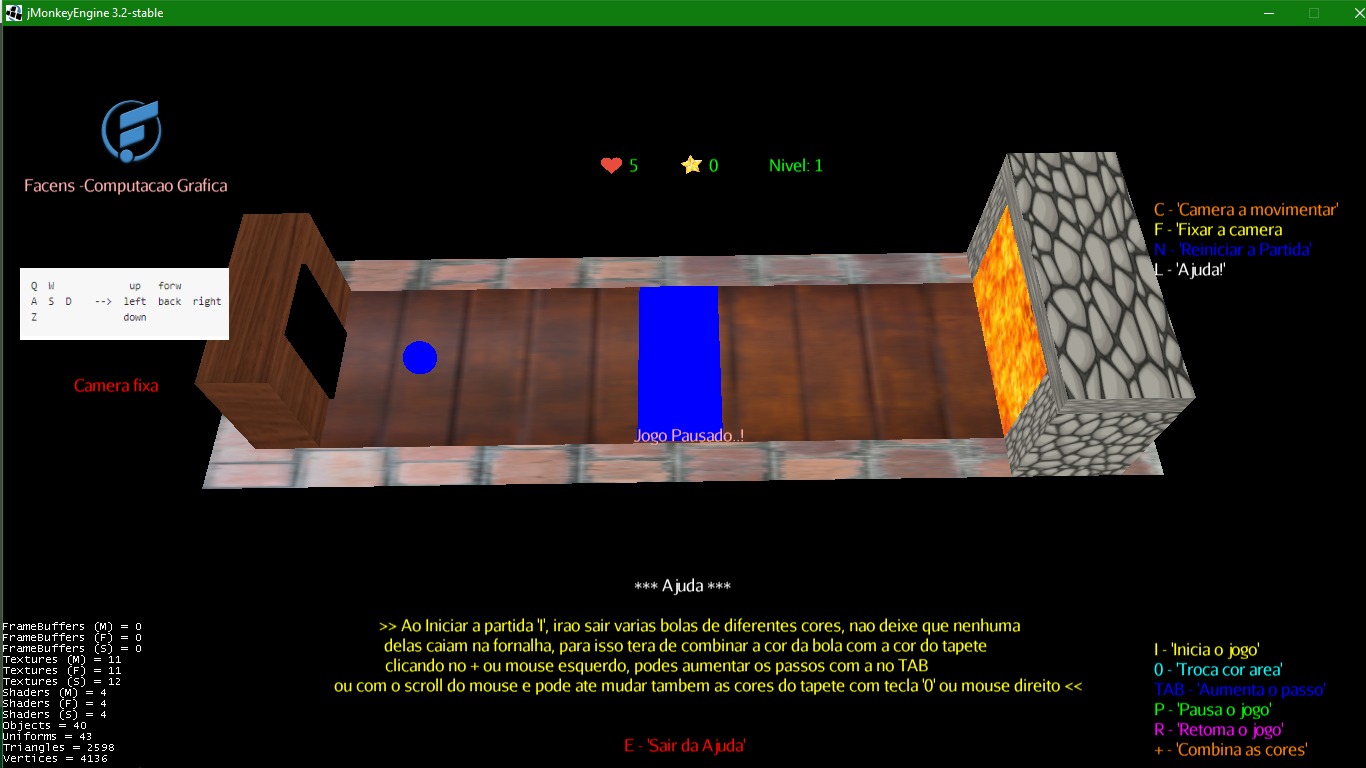 jMonkeyEngine 3.2-stable
Facens -Computacao Grafica
5
0
Nivel: 1
C - 'Camera a movimentar'
F - 'Fixar a camera
N - 'Reiniciar a Partida'
L - 'Ajuda!'
Q W up forw
A S D --> left back right
Z down
Camera fixa
Jogo Pausado..!
*** Ajuda ***
>> Ao Iniciar a partida 'I', irao sair varias bolas de diferentes cores, nao deixe que nenhuma
delas caiam na fornalha, para isso tera de combinar a cor da bola com a cor do tapete
clicando no + ou mouse esquerdo, podes aumentar os passos com a no TAB
ou com o scroll do mouse e pode ate mudar tambem as cores do tapete com tecla '0' ou mouse direito <<
E - 'Sair da Ajuda'
FrameBuffers (M) = 0
FrameBuffers (F) = 0
FrameBuffers (S) = 0
Textures (M) = 11
Textures (F) = 11
Textures (S) = 12
Shaders (M) = 4
Shaders (F) = 4
Shaders (S) = 4
Objects = 40
Uniforms = 43
Triangles = 2598
Vertices = 4136
I - 'Inicia o jogo'
0 - 'Troca cor area'
TAB - 'Aumenta o passo'
P - 'Pausa o jogo'
R - 'Retoma o jogo'
+ - 'Combina as cores'